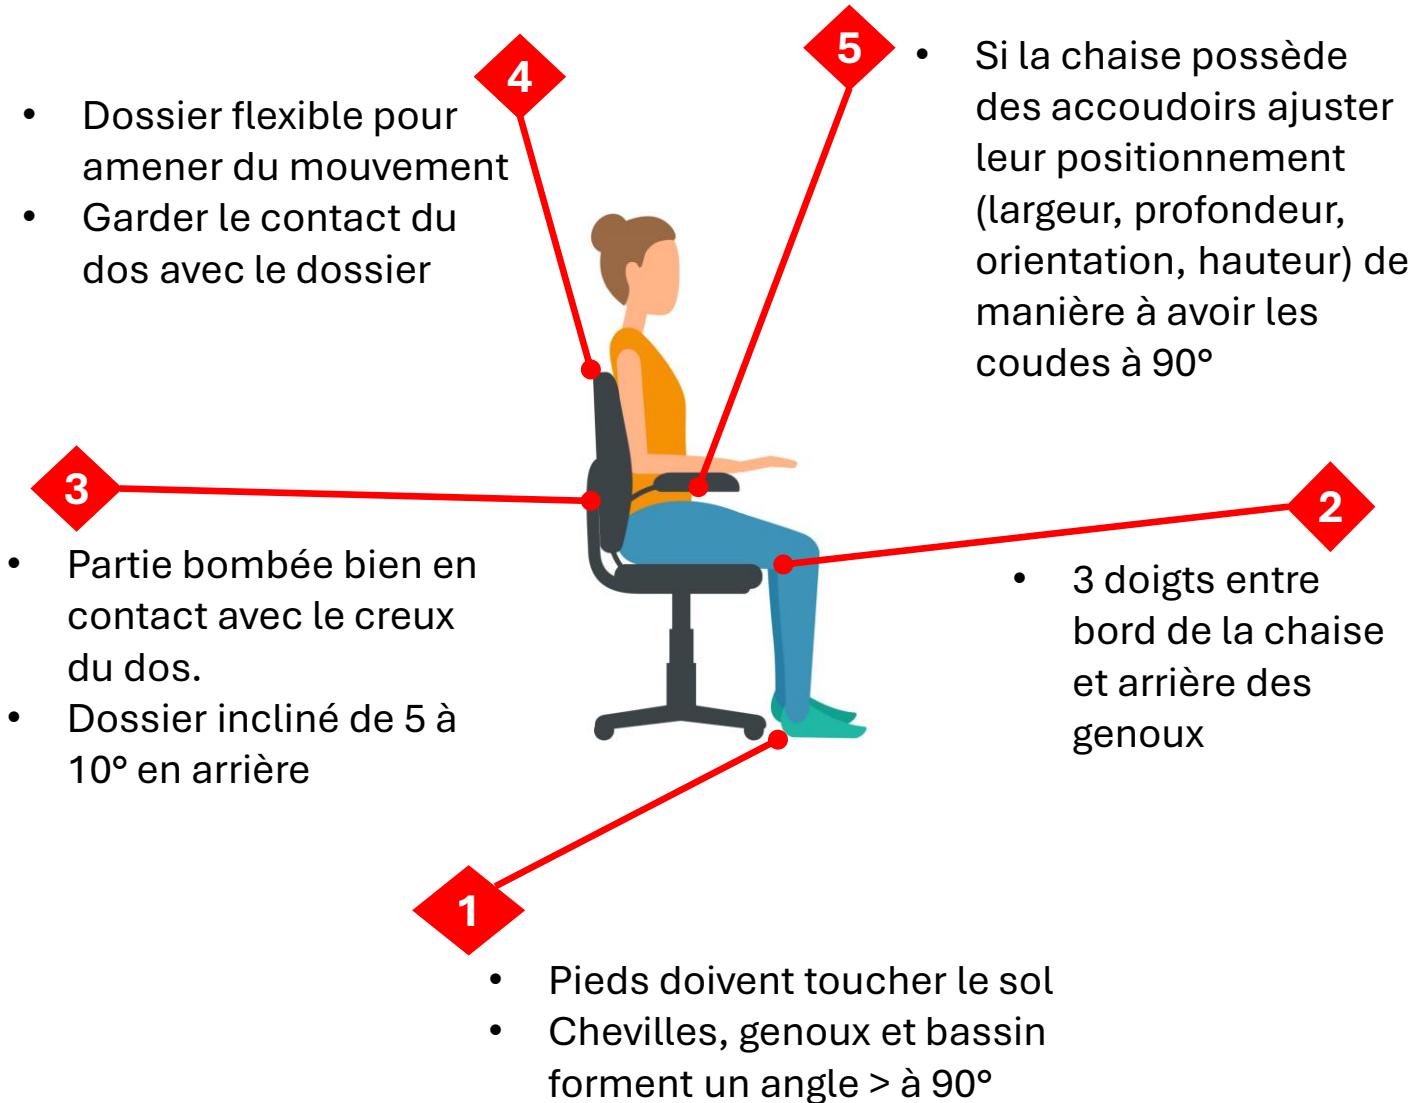 4
• Dossier flexible pour
amener du mouvement
• Garder le contact du
dos avec le dossier
5
• Si la chaise possède
des accoudoirs ajuster
leur positionnement
(largeur, profondeur,
orientation, hauteur) de
manière à avoir les
coudes à 90°
3
• Partie bombée bien en
contact avec le creux
du dos.
• Dossier incliné de 5 à
10° en arrière
2
• 3 doigts entre
bord de la chaise
et arrière des
genoux
1
• Pieds doivent toucher le sol
• Chevilles, genoux et bassin
forment un angle > à 90°